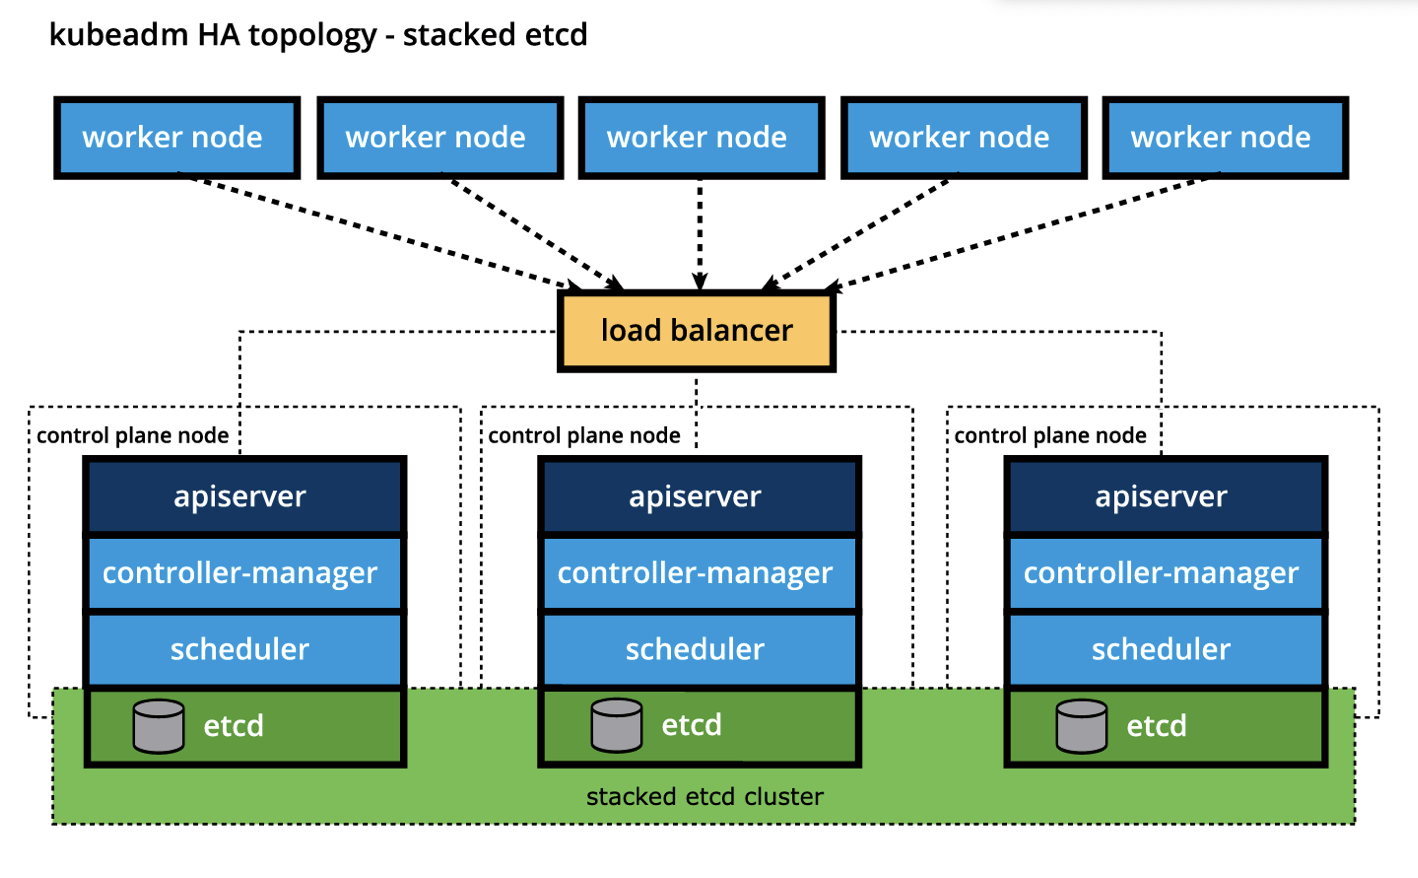 kubeadm HA topology - stacked etcd
worker node
worker node
worker node
worker node
worker node
load balancer
control plane node
control plane node
control plane node
apiserver
apiserver
apiserver
controller-manager
controller-manager
controller-manager
scheduler
scheduler
scheduler
etcd
etcd
etcd
stacked etcd cluster